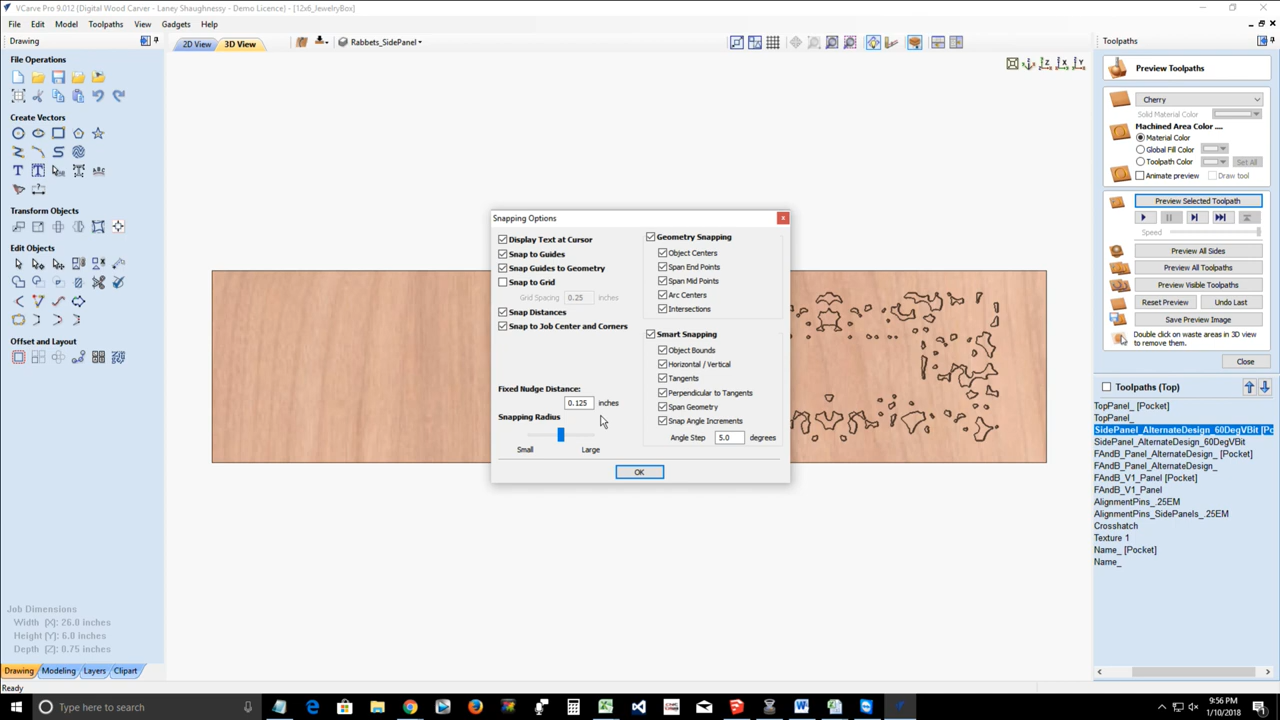 VCarve Pro 9.012 {Digital Wood Carver - Laney Shaughnessy - Demo Licence} - [12x6_JewelryBox]
File Edit Model Toolpaths View Gadgets Help
Drawing
2D View 3D View
Rabbets_SidePanel
Toolpaths
File Operations
Create Vectors
Transform Objects
Edit Objects
Offset and Layout
Job Dimensions
Width (X): 26.0 inches
Height (Y): 6.0 inches
Depth (Z): 0.75 inches
Drawing Modeling Layers Clipart
Ready
Snapping Options
Display Text at Cursor
Snap to Guides
Snap Guides to Geometry
Snap to Grid
Grid Spacing 0.25 inches
Snap Distances
Snap to Job Center and Corners
Fixed Nudge Distance:
0.125 inches
Snapping Radius
Small Large
Geometry Snapping
Object Centers
Span End Points
Span Mid Points
Arc Centers
Intersections
Smart Snapping
Object Bounds
Horizontal / Vertical
Tangents
Perpendicular to Tangents
Span Geometry
Snap Angle Increments
Angle Step 5.0 degrees
OK
Preview Toolpaths
Cherry
Solid Material Color
Machined Area Color ....
Material Color
Global Fill Color
Toolpath Color Set All
Animate preview Draw tool
Preview Selected Toolpath
Speed
Preview All Sides
Preview All Toolpaths
Preview Visible Toolpaths
Reset Preview Undo Last
Save Preview Image
Double click on waste areas in 3D view
to remove them.
Close
Toolpaths (Top)
TopPanel_ [Pocket]
TopPanel_
SidePanel_AlternateDesign_60DegVBit [Po
SidePanel_AlternateDesign_60DegVBit
FAndB_Panel_AlternateDesign_ [Pocket]
FAndB_Panel_AlternateDesign_
FAndB_V1_Panel [Pocket]
FAndB_V1_Panel
AlignmentPins_.25EM
AlignmentPins_SidePanels_.25EM
Crosshatch
Texture 1
Name_ [Pocket]
Name_
Type here to search
9:56 PM
1/10/2018